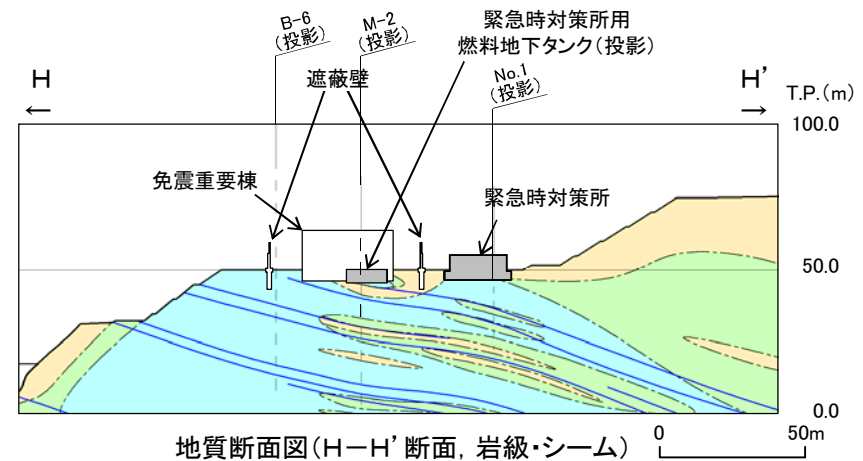 B-6
(投影)
M-2
(投影)
緊急時対策所用
燃料地下タンク(投影)
No.1
(投影)
H
←
遮蔽壁
H’
→
T.P.(m)
100.0
免震重要棟
緊急時対策所
50.0
0.0
地質断面図(H-H’断面,岩級・シーム)
0
50m